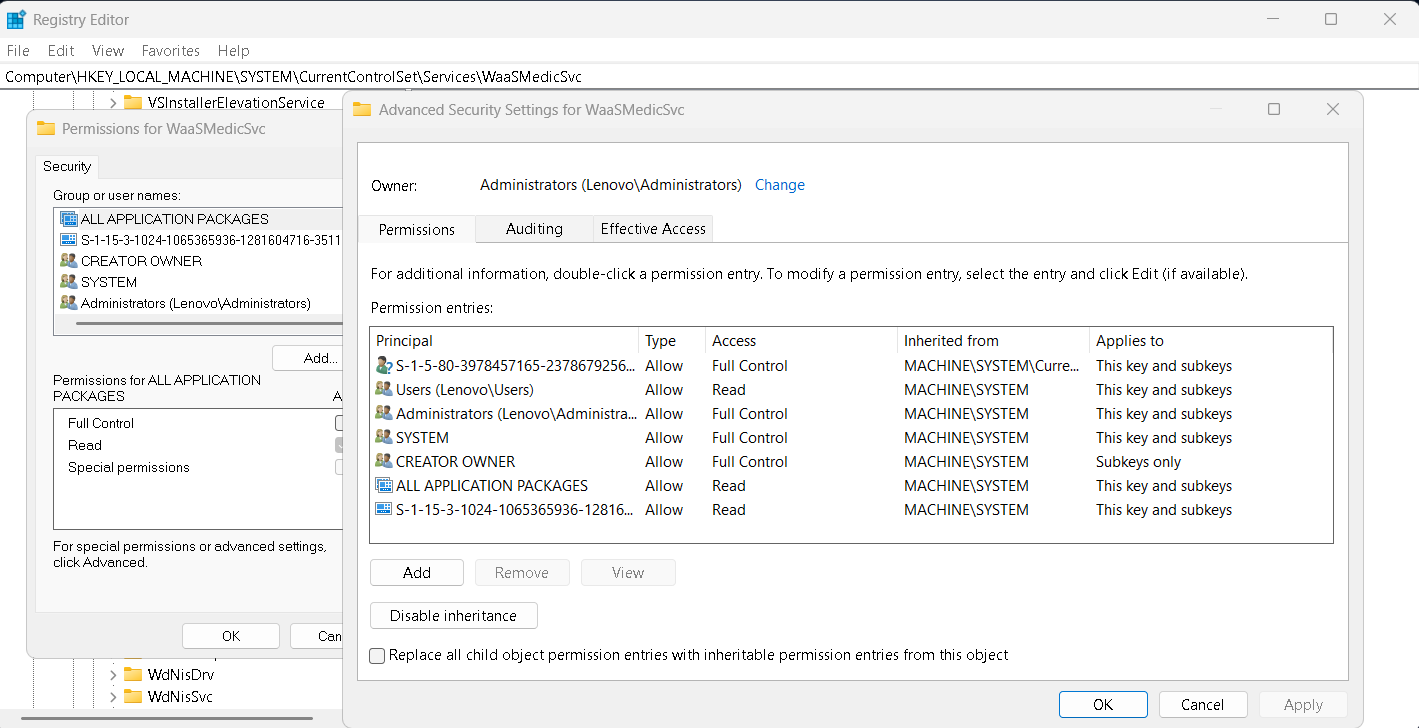 Registry Editor
File Edit View Favorites Help
Computer\HKEY_LOCAL_MACHINE\SYSTEM\CurrentControlSet\Services\WaaSMedicSvc
VSInstallerElevationService
Permissions for WaaSMedicSvc
Security
Group or user names:
ALL APPLICATION PACKAGES
S-1-15-3-1024-1065365936-1281604716-3511
CREATOR OWNER
SYSTEM
Administrators (Lenovo\Administrators)
Add...
Permissions for ALL APPLICATION
PACKAGES
A
Full Control
Read
Special permissions
For special permissions or advanced settings,
click Advanced.
OK Can
WdNisDrv
WdNisSvc
Advanced Security Settings for WaaSMedicSvc
Owner: Administrators (Lenovo\Administrators) Change
Permissions Auditing Effective Access
For additional information, double-click a permission entry. To modify a permission entry, select the entry and click Edit (if available).
Permission entries:
Principal Type Access Inherited from Applies to
S-1-5-80-3978457165-2378679256... Allow Full Control MACHINE\SYSTEM\Curre... This key and subkeys
Users (Lenovo\Users) Allow Read MACHINE\SYSTEM This key and subkeys
Administrators (Lenovo\Administra... Allow Full Control MACHINE\SYSTEM This key and subkeys
SYSTEM Allow Full Control MACHINE\SYSTEM This key and subkeys
CREATOR OWNER Allow Full Control MACHINE\SYSTEM Subkeys only
ALL APPLICATION PACKAGES Allow Read MACHINE\SYSTEM This key and subkeys
S-1-15-3-1024-1065365936-12816... Allow Read MACHINE\SYSTEM This key and subkeys
Add Remove View
Disable inheritance
Replace all child object permission entries with inheritable permission entries from this object
OK Cancel Apply